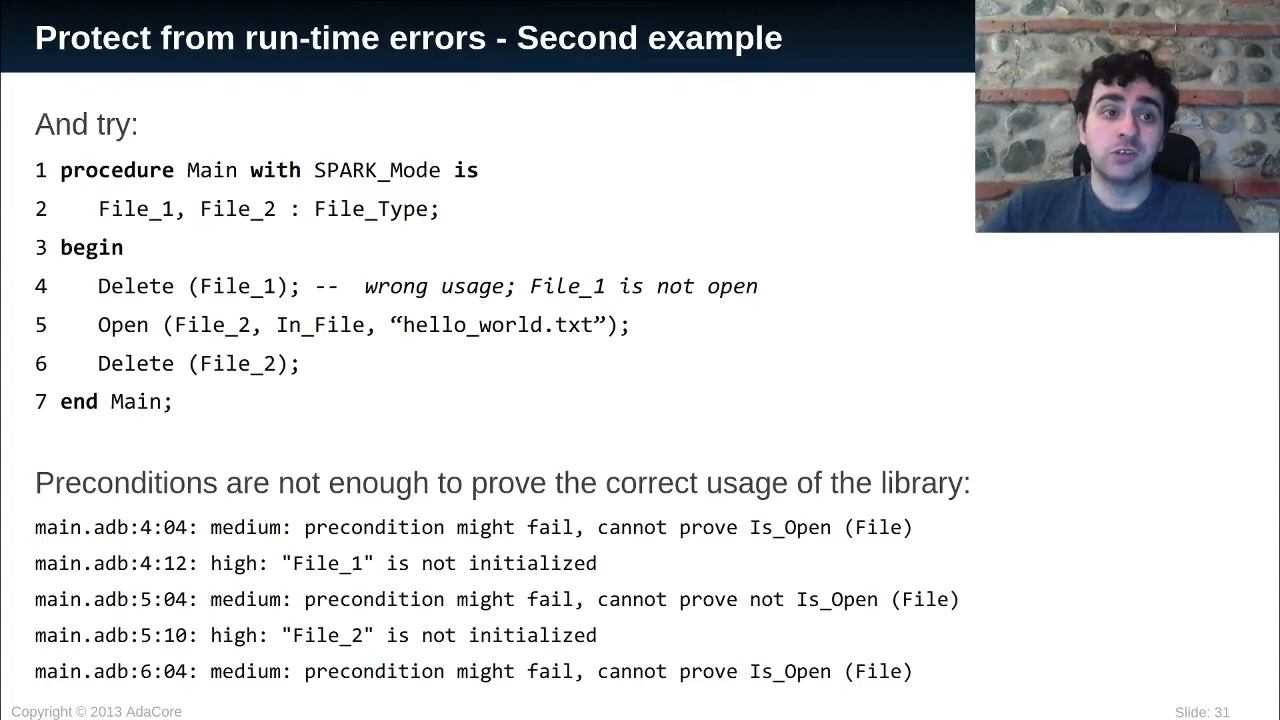 Protect from run-time errors - Second example
And try:
1 procedure Main with SPARK_Mode is
2    File_1, File_2 : File_Type;
3 begin
4    Delete (File_1); --  wrong usage; File_1 is not open
5    Open (File_2, In_File, “hello_world.txt”);
6    Delete (File_2);
7 end Main;
Preconditions are not enough to prove the correct usage of the library:
main.adb:4:04: medium: precondition might fail, cannot prove Is_Open (File)
main.adb:4:12: high: "File_1" is not initialized
main.adb:5:04: medium: precondition might fail, cannot prove not Is_Open (File)
main.adb:5:10: high: "File_2" is not initialized
main.adb:6:04: medium: precondition might fail, cannot prove Is_Open (File)
Copyright © 2013 AdaCore
Slide: 31